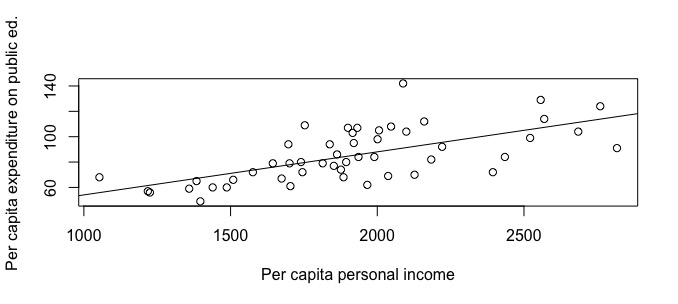 Per capita expenditure on public ed.
140
100
60
1000 1500 2000 2500
Per capita personal income